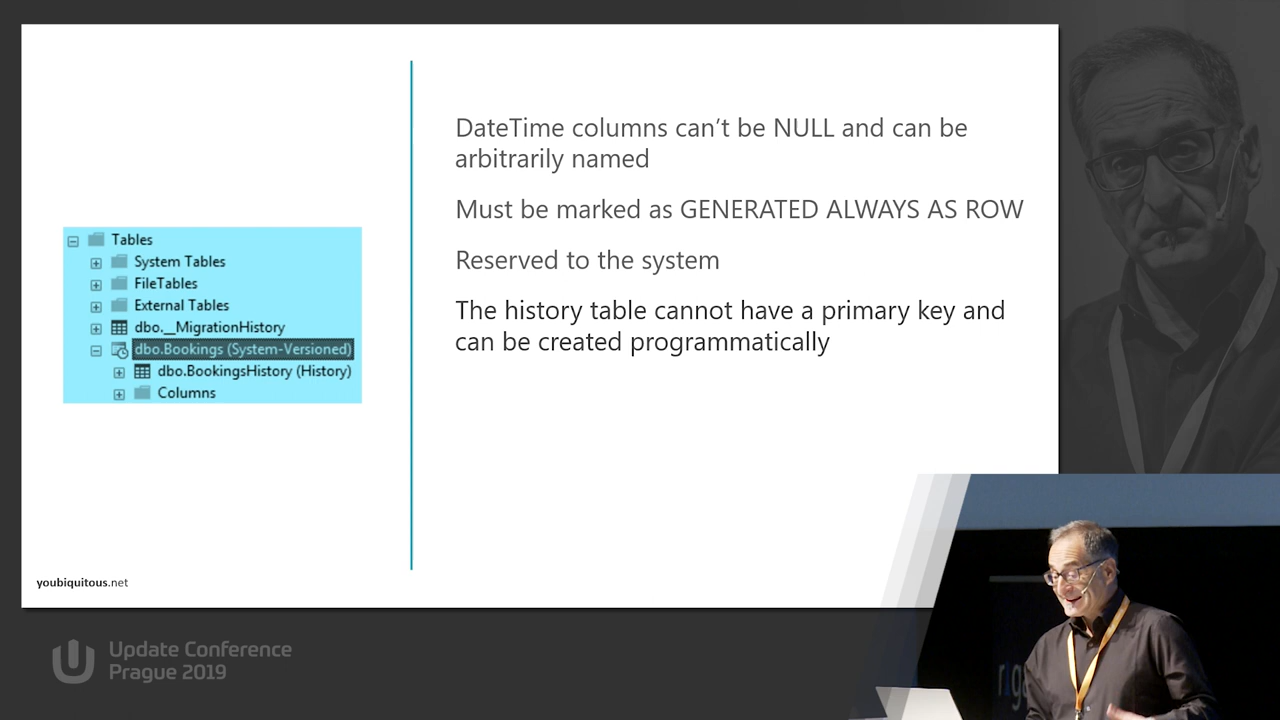 DateTime columns can’t be NULL and can be
arbitrarily named
Must be marked as GENERATED ALWAYS AS ROW
Reserved to the system
The history table cannot have a primary key and
can be created programmatically
Tables
System Tables
FileTables
External Tables
dbo.__MigrationHistory
dbo.Bookings (System-Versioned)
dbo.BookingsHistory (History)
Columns
youbiquitous.net
Update Conference
Prague 2019